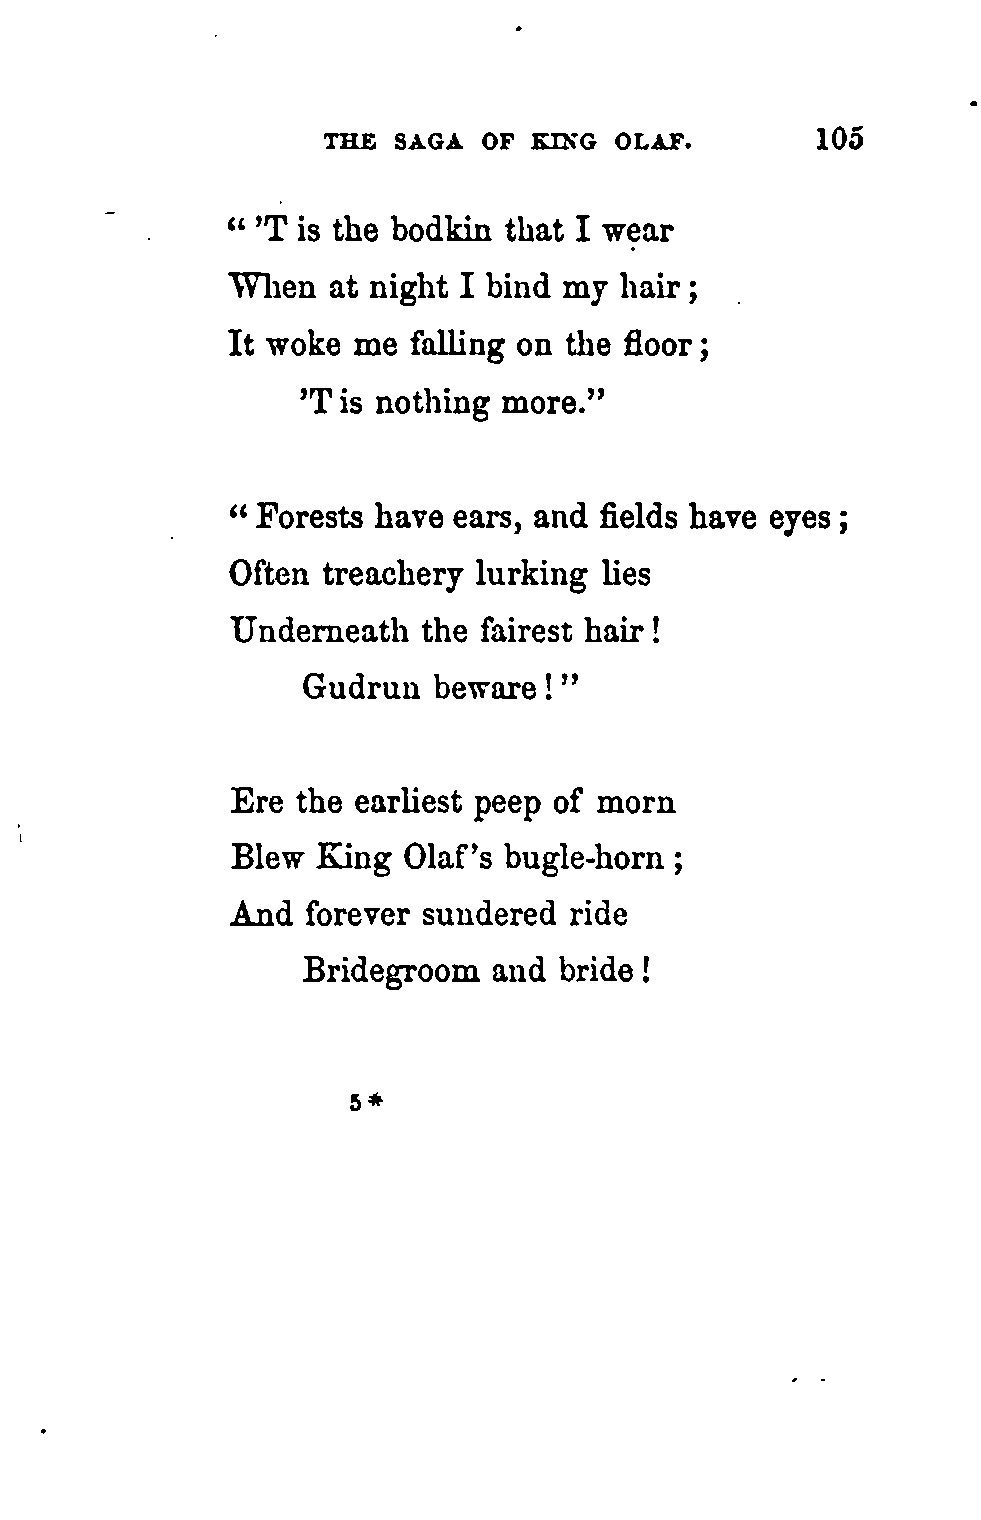 THE SAGA OF KING OLAF. 105
“ ’T is the bodkin that I wear
When at night I bind my hair ;
It woke me falling on the floor ;
’T is nothing more.”
“ Forests have ears, and fields have eyes ;
Often treachery lurking lies
Underneath the fairest hair !
Gudrun beware ! ”
Ere the earliest peep of morn
Blew King Olaf’s bugle-horn ;
And forever sundered ride
Bridegroom and bride !
5*